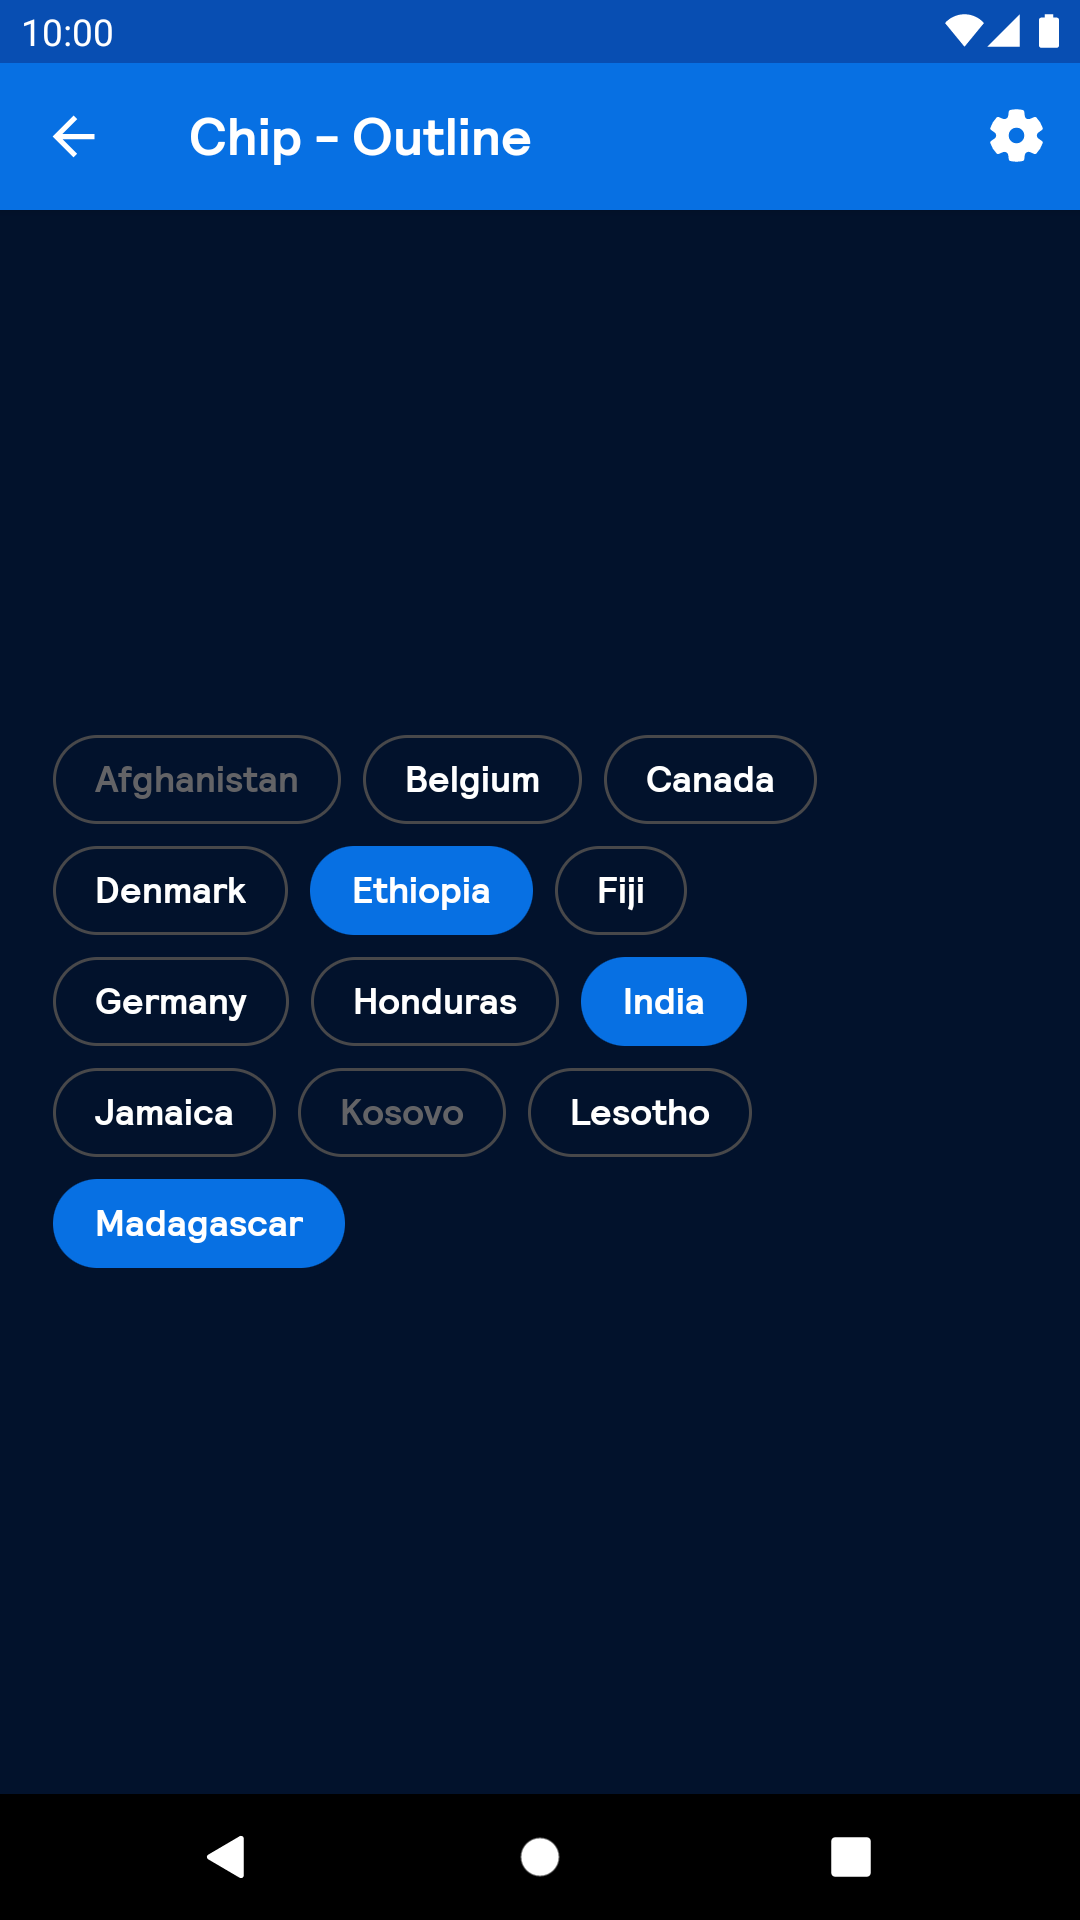 10:00
Chip - Outline
Afghanistan Belgium Canada
Denmark Ethiopia Fiji
Germany Honduras India
Jamaica Kosovo Lesotho
Madagascar